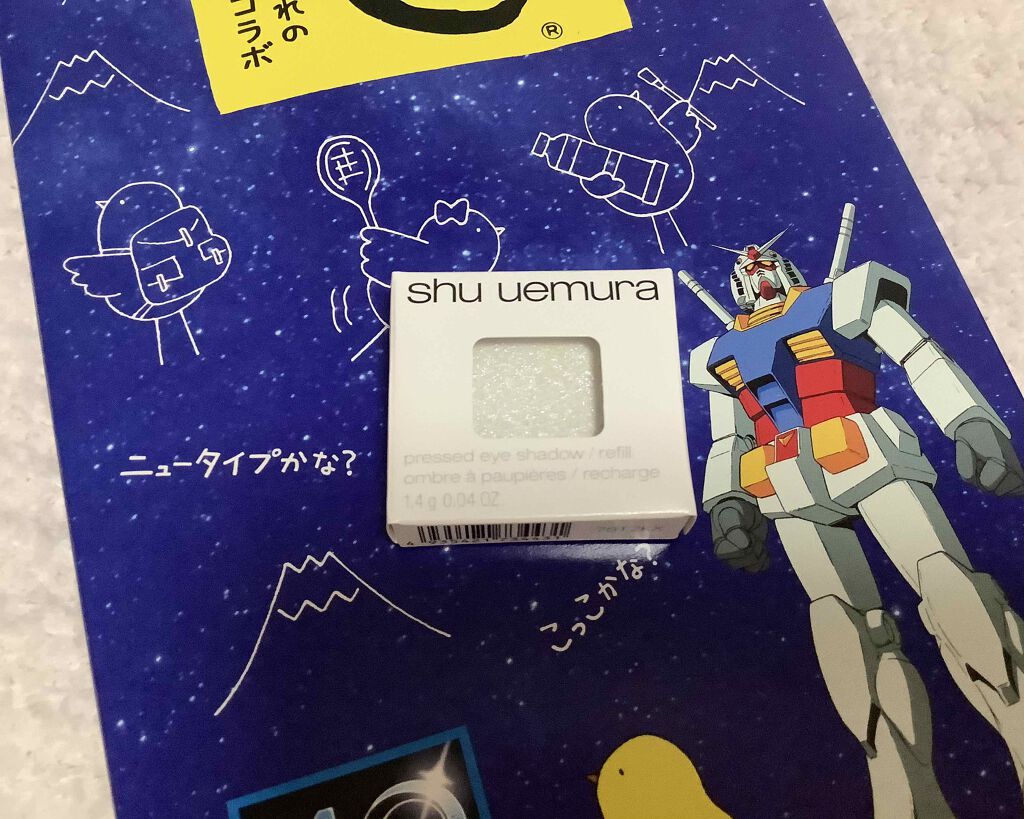 れの
コラボ
®
shu uemura
pressed eye shadow / refill
ombre à paupières / recharge
1.4 g 0.04 OZ
ニュータイプかな?
こっこかな?